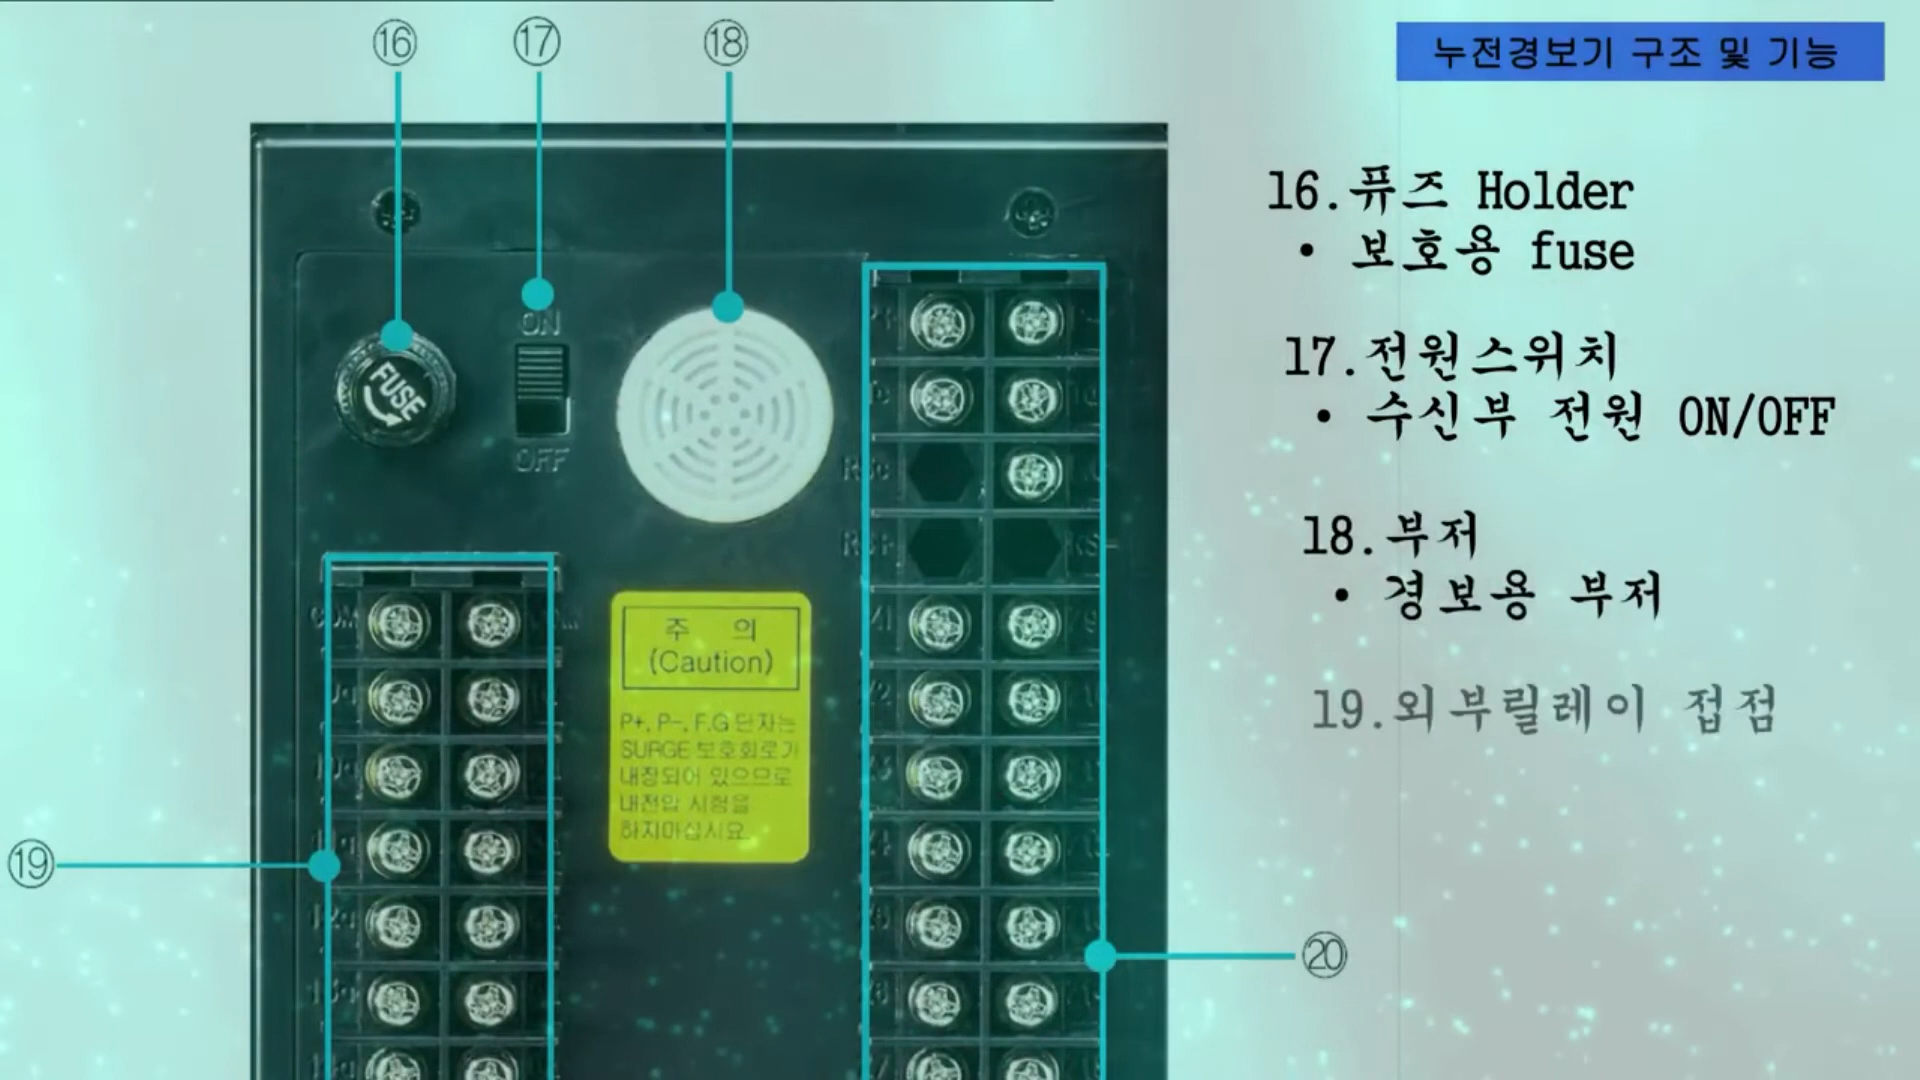 ⑯ ⑰ ⑱
누전경보기 구조 및 기능
16.퓨즈 Holder
• 보호용 fuse
17.전원스위치
• 수신부 전원 ON/OFF
18.부저
• 경보용 부저
19.외부릴레이 접점
FUSE
ON
OFF
주 의
(Caution)
P+, P-, F.G 단자는
SURGE 보호회로가
내장되어 있으므로
내전압 시험을
하지마십시요.
⑲
⑳